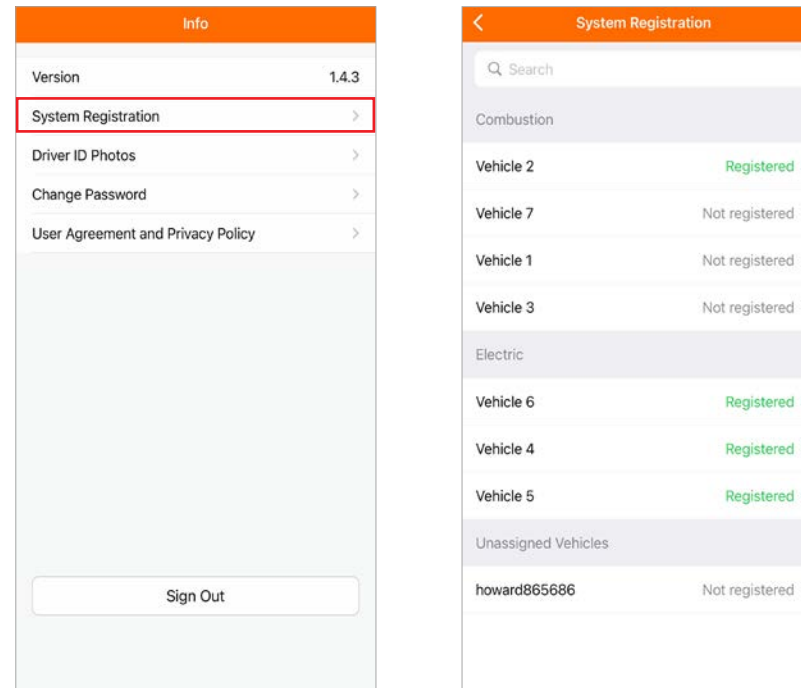 Info
Version 1.4.3
System Registration
Driver ID Photos
Change Password
User Agreement and Privacy Policy
Sign Out
System Registration
Search
Combustion
Vehicle 2 Registered
Vehicle 7 Not registered
Vehicle 1 Not registered
Vehicle 3 Not registered
Electric
Vehicle 6 Registered
Vehicle 4 Registered
Vehicle 5 Registered
Unassigned Vehicles
howard865686 Not registered